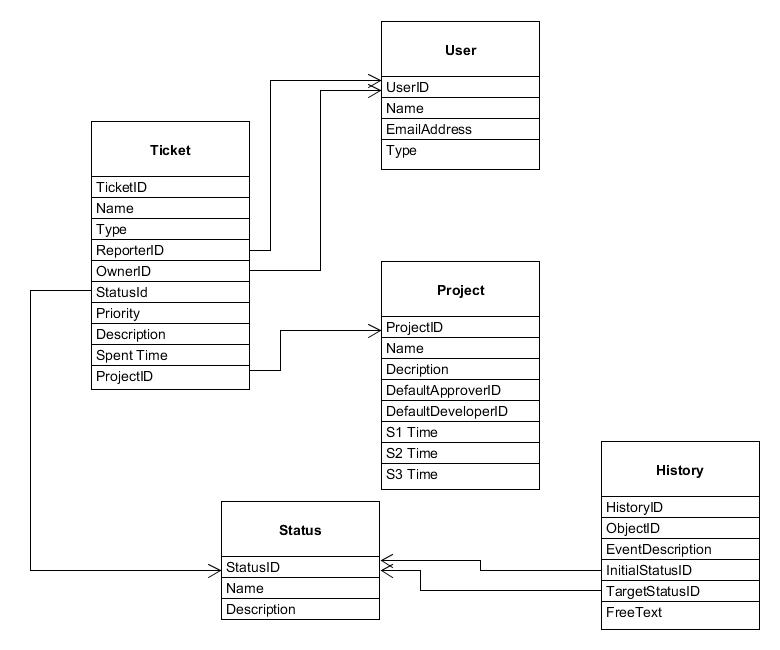 User
UserID
Name
EmailAddress
Type
Ticket
TicketID
Name
Type
ReporterID
OwnerID
StatusId
Priority
Description
Spent Time
ProjectID
Project
ProjectID
Name
Decription
DefaultApproverID
DefaultDeveloperID
S1 Time
S2 Time
S3 Time
History
HistoryID
ObjectID
EventDescription
InitialStatusID
TargetStatusID
FreeText
Status
StatusID
Name
Description